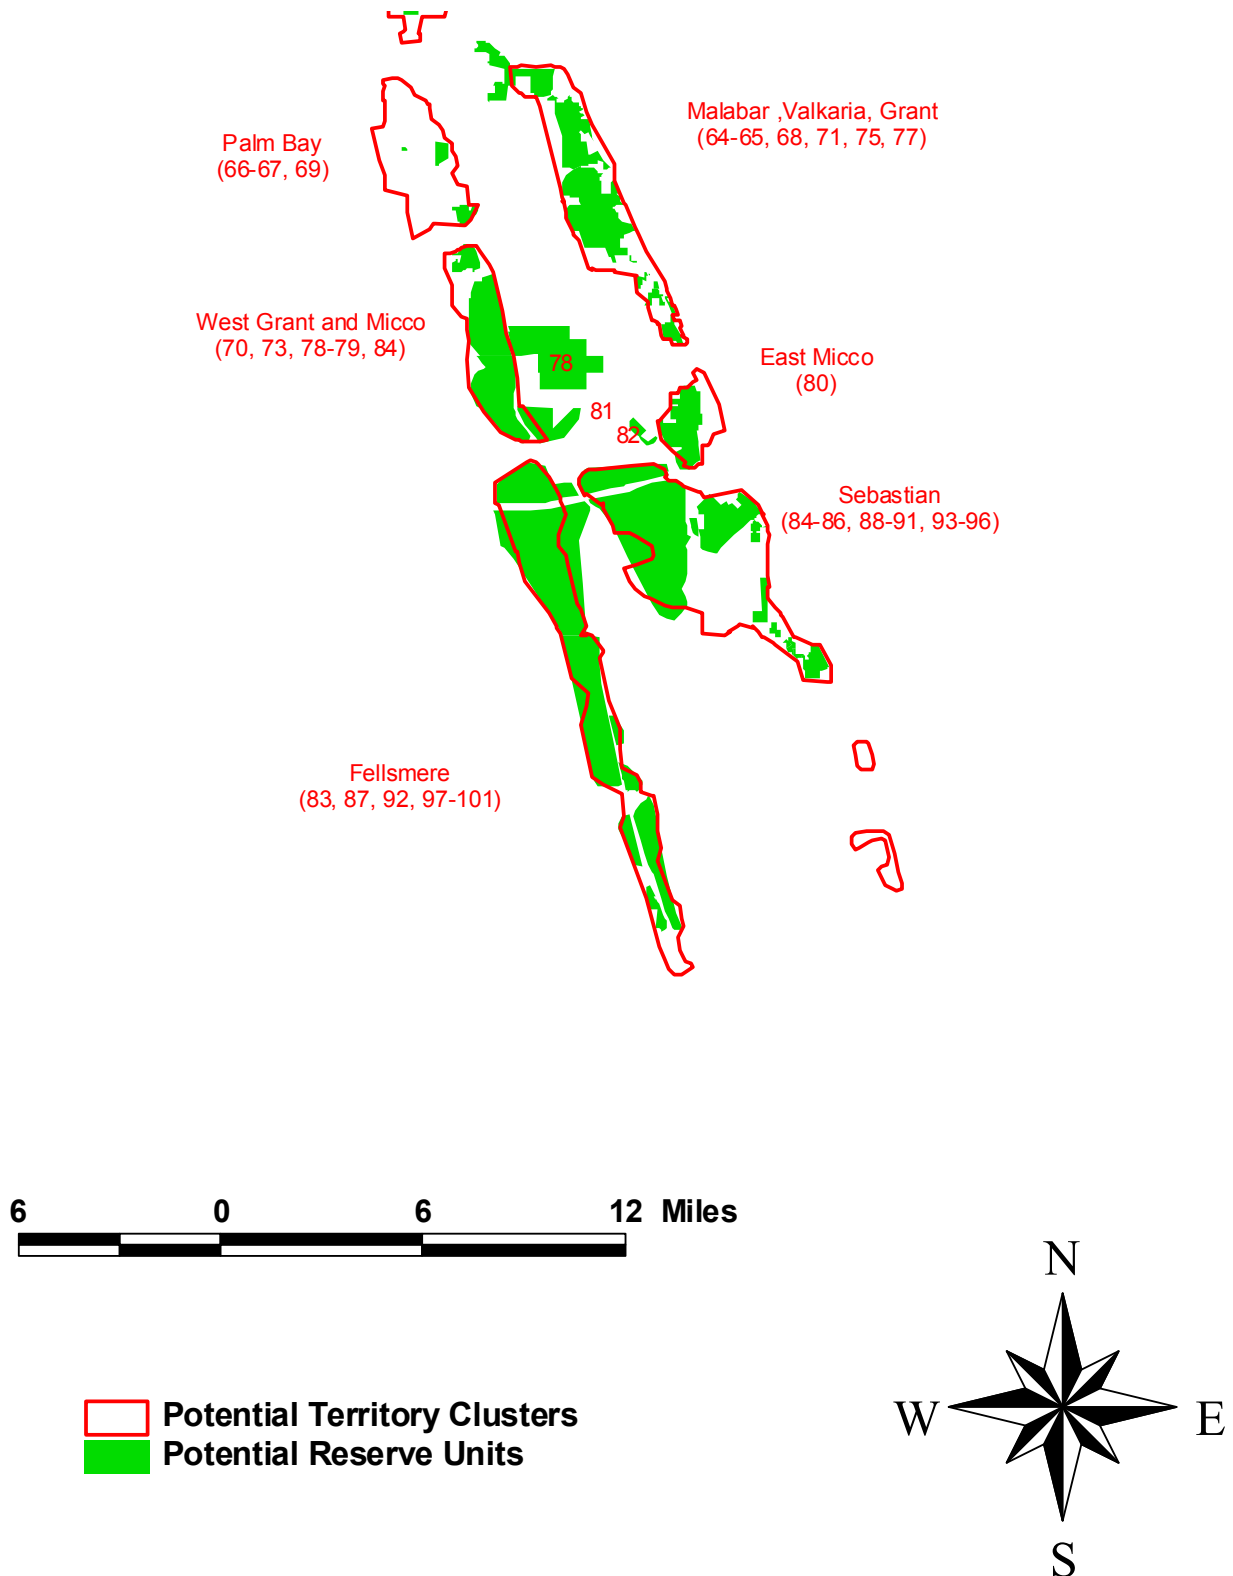 Malabar ,Valkaria, Grant
(64-65, 68, 71, 75, 77)
Palm Bay
(66-67, 69)
West Grant and Micco
(70, 73, 78-79, 84)
78
East Micco
(80)
81
82
Sebastian
(84-86, 88-91, 93-96)
Fellsmere
(83, 87, 92, 97-101)
6 0 6 12 Miles
N
W E
S
Potential Territory Clusters
Potential Reserve Units